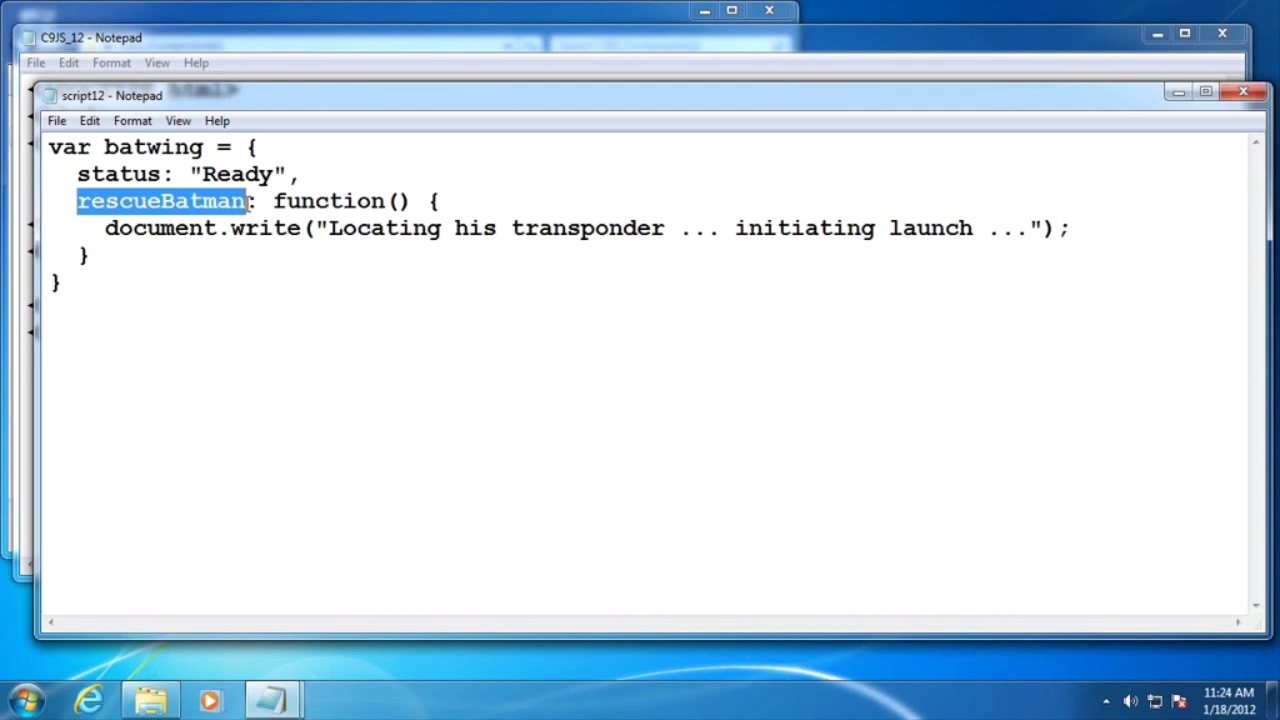 C9JS_12 - Notepad
File Edit Format View Help
script12 - Notepad
File Edit Format View Help
var batwing = {
status: "Ready",
rescueBatman: function() {
document.write("Locating his transponder ... initiating launch ...");
}
}
11:24 AM
1/18/2012